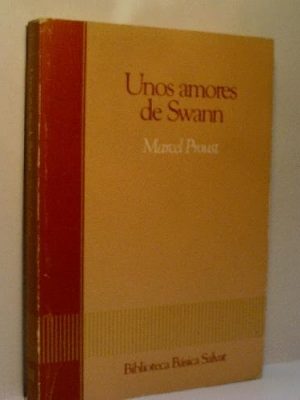 Unos amores
de Swann
Marcel Proust
Biblioteca Básica Salvat